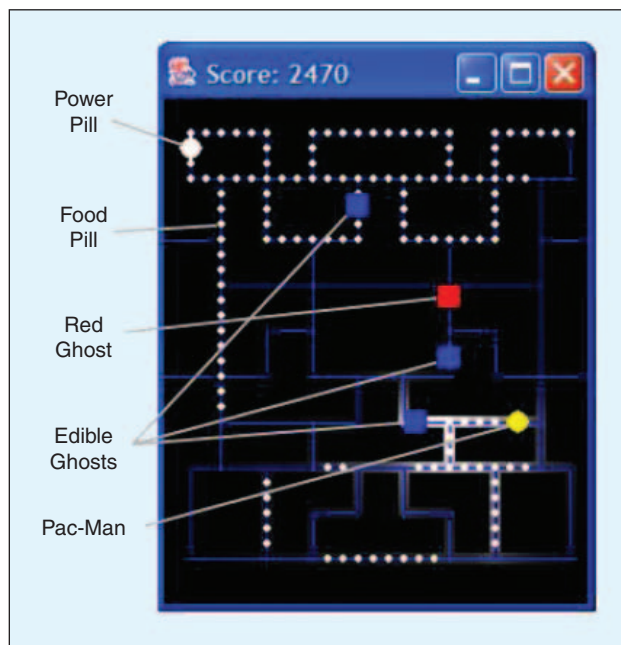 Score: 2470
Power
Pill
Food
Pill
Red
Ghost
Edible
Ghosts
Pac-Man